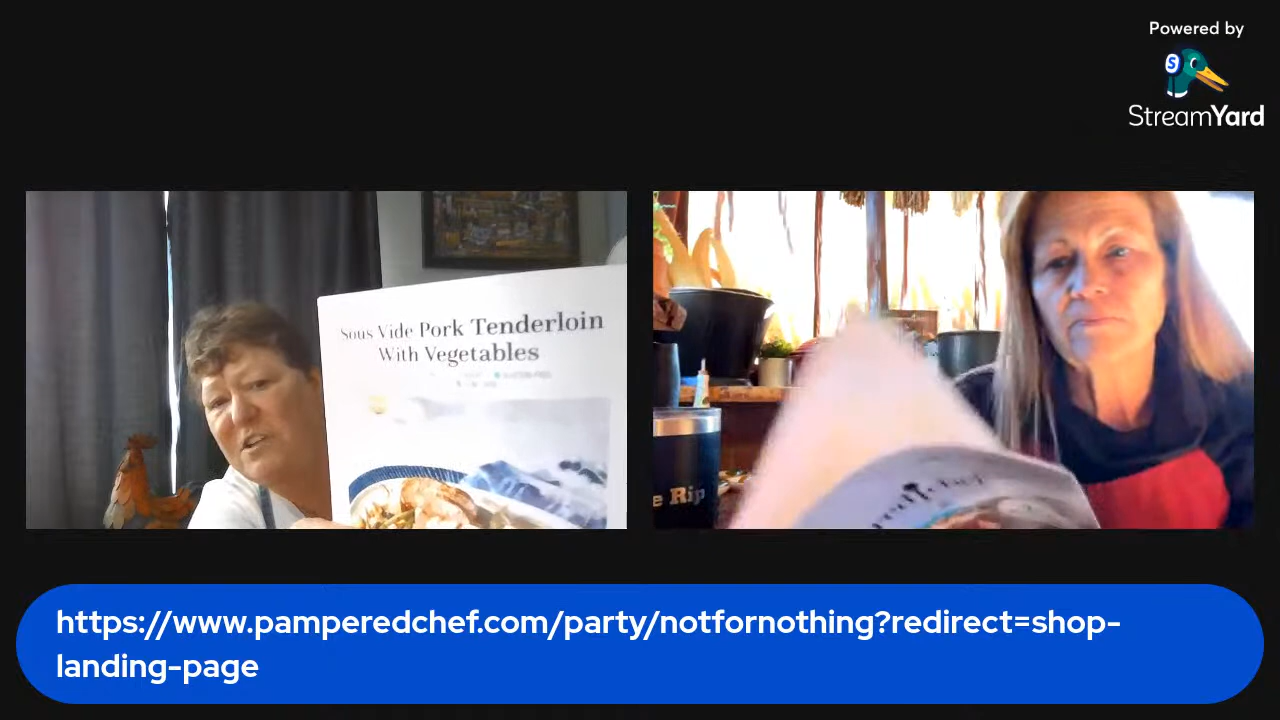 Powered by
S
StreamYard
Sous Vide Pork Tenderloin
With Vegetables
e Rip
https://www.pamperedchef.com/party/notfornothing?redirect=shop-
landing-page